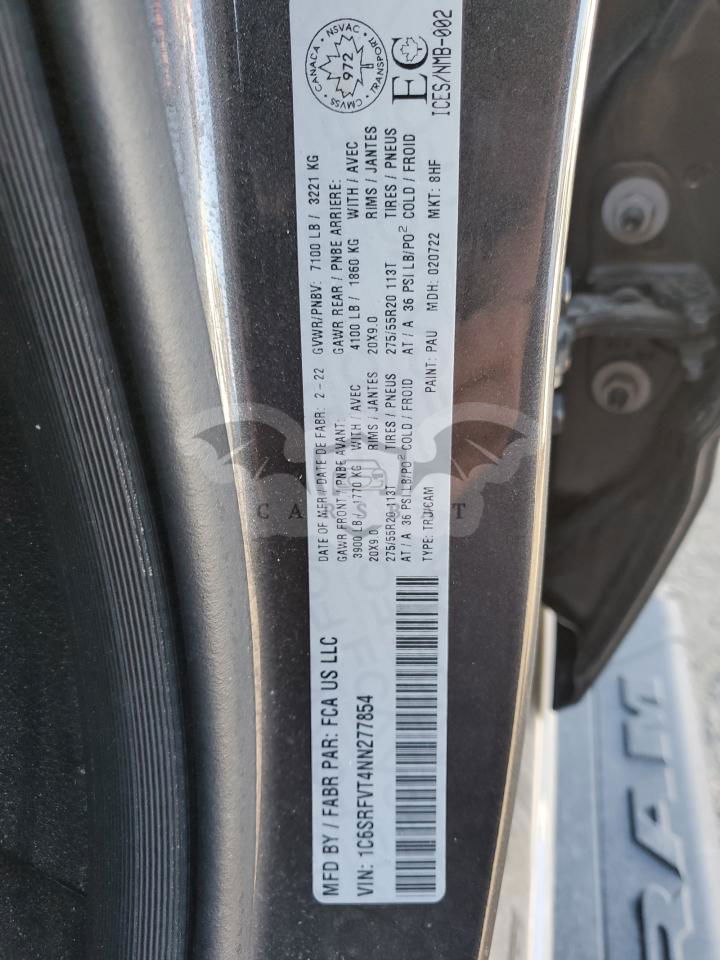 MFD BY / FABR PAR: FCA US LLC
DATE OF MFR / DATE DE FABR: 2-22
GVWR/PNBV: 7100 LB / 3221 KG
GAWR FRONT / PNBE AVANT:
3900 LB / 1770 KG WITH / AVEC
20X9.0 RIMS / JANTES
275/55R20 113T TIRES / PNEUS
AT / A 36 PSI LB/PO² COLD / FROID
GAWR REAR / PNBE ARRIERE:
4100 LB / 1860 KG WITH / AVEC
20X9.0 RIMS / JANTES
275/55R20 113T TIRES / PNEUS
AT / A 36 PSI LB/PO² COLD / FROID
VIN: 1C6SRFVT4NN277854
TYPE: TRU/CAM
PAINT: PAU MDH: 020722 MKT: 8HF
CANADA NSVAC TRANSPORT CMVSS
972
EC
ICES/NMB-002
CARSBAT
RAM